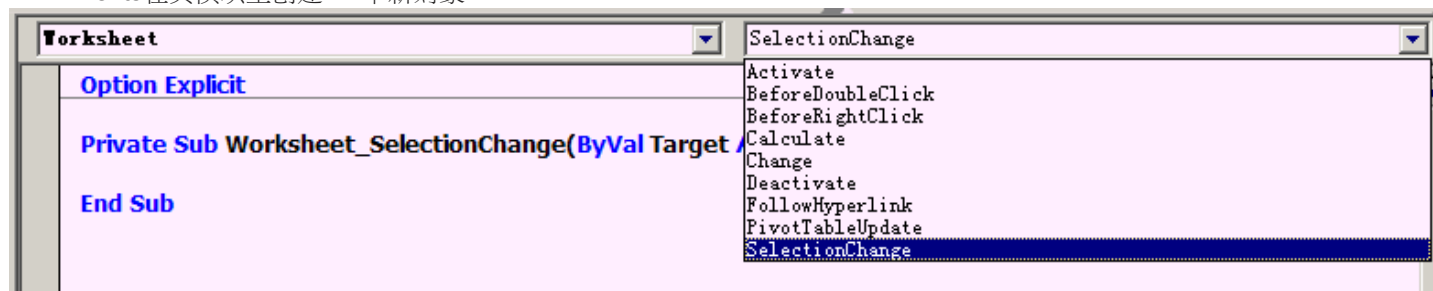 Worksheet
SelectionChange
Option Explicit
Private Sub Worksheet_SelectionChange(ByVal Target
End Sub
Activate
BeforeDoubleClick
BeforeRightClick
Calculate
Change
Deactivate
FollowHyperlink
PivotTableUpdate
SelectionChange